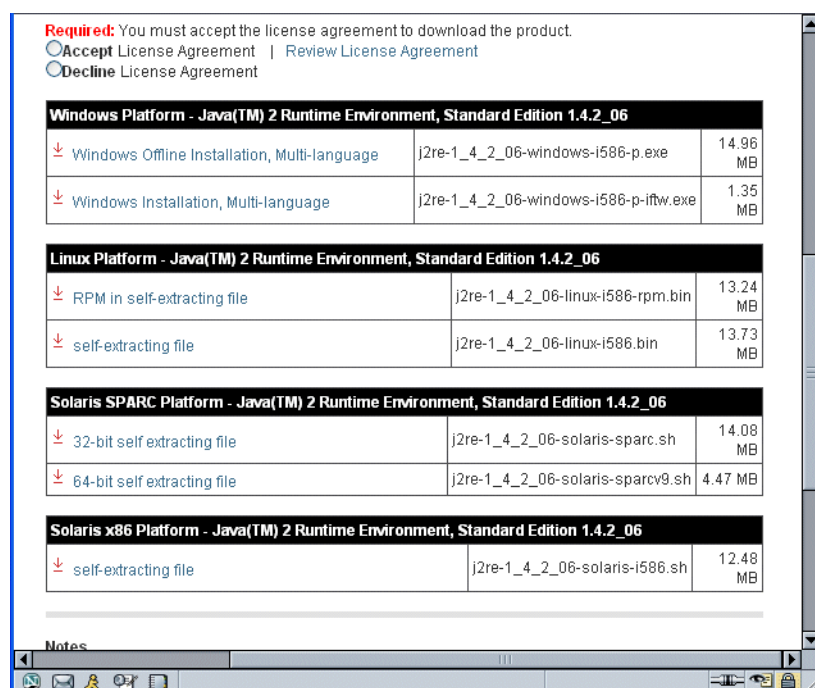 Required: You must accept the license agreement to download the product.
Accept License Agreement | Review License Agreement
Decline License Agreement
Windows Platform - Java(TM) 2 Runtime Environment, Standard Edition 1.4.2_06
Windows Offline Installation, Multi-language j2re-1_4_2_06-windows-i586-p.exe 14.96 MB
Windows Installation, Multi-language j2re-1_4_2_06-windows-i586-p-iftw.exe 1.35 MB
Linux Platform - Java(TM) 2 Runtime Environment, Standard Edition 1.4.2_06
RPM in self-extracting file j2re-1_4_2_06-linux-i586-rpm.bin 13.24 MB
self-extracting file j2re-1_4_2_06-linux-i586.bin 13.73 MB
Solaris SPARC Platform - Java(TM) 2 Runtime Environment, Standard Edition 1.4.2_06
32-bit self extracting file j2re-1_4_2_06-solaris-sparc.sh 14.08 MB
64-bit self extracting file j2re-1_4_2_06-solaris-sparcv9.sh 4.47 MB
Solaris x86 Platform - Java(TM) 2 Runtime Environment, Standard Edition 1.4.2_06
self-extracting file j2re-1_4_2_06-solaris-i586.sh 12.48 MB
Notes